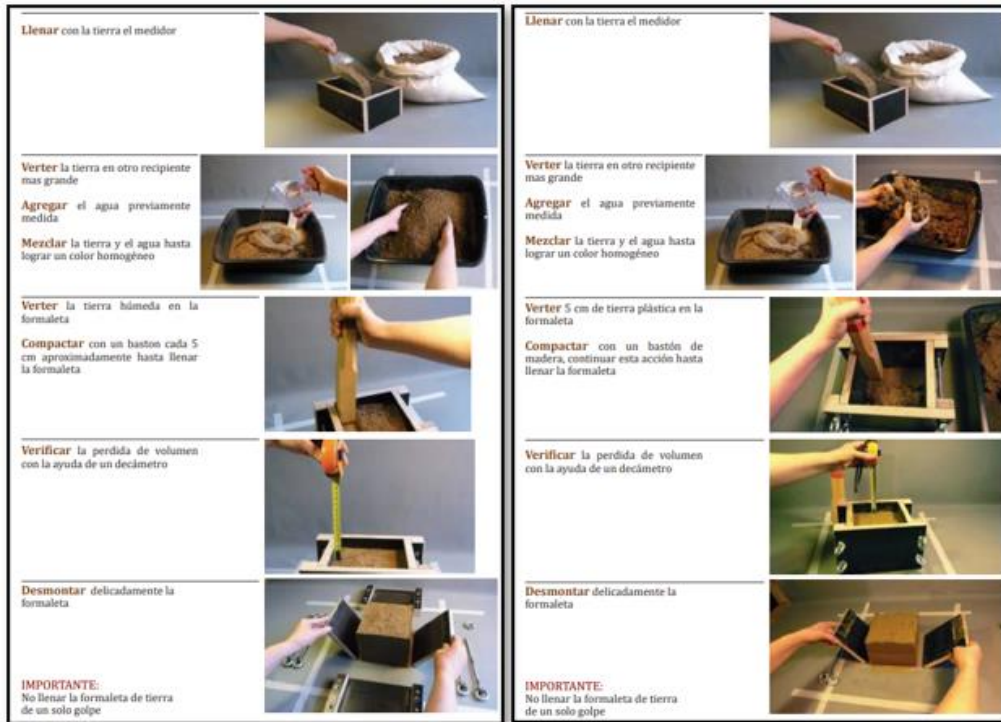 Llenar con la tierra el medidor
Verter la tierra en otro recipiente
mas grande
Agregar el agua previamente
medida
Mezclar la tierra y el agua hasta
lograr un color homogéneo
Verter la tierra húmeda en la
formaleta
Compactar con un baston cada 5
cm aproximadamente hasta llenar
la formaleta
Verificar la perdida de volumen
con la ayuda de un decámetro
Desmontar delicadamente la
formaleta
IMPORTANTE:
No llenar la formaleta de tierra
de un solo golpe
Llenar con la tierra el medidor
Verter la tierra en otro recipiente
mas grande
Agregar el agua previamente
medida
Mezclar la tierra y el agua hasta
lograr un color homogéneo
Verter 5 cm de tierra plástica en la
formaleta
Compactar con un bastón de
madera, continuar esta acción hasta
llenar la formaleta
Verificar la perdida de volumen
con la ayuda de un decámetro
Desmontar delicadamente la
formaleta
IMPORTANTE:
No llenar la formaleta de tierra
de un solo golpe